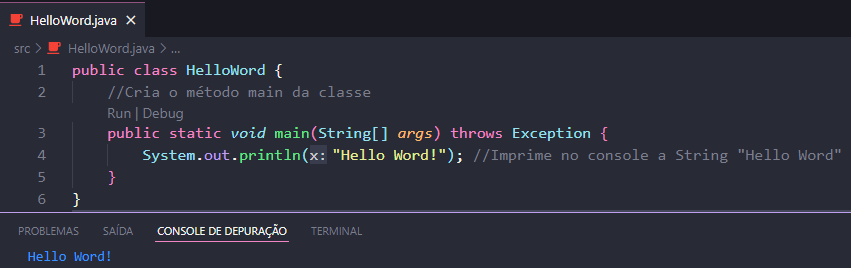 HelloWord.java ×
src > HelloWord.java > ...
1 public class HelloWord {
2 //Cria o método main da classe
Run | Debug
3 public static void main(String[] args) throws Exception {
4 System.out.println(x: "Hello Word!"); //Imprime no console a String "Hello Word"
5 }
6 }
PROBLEMAS SAÍDA CONSOLE DE DEPURAÇÃO TERMINAL
Hello Word!